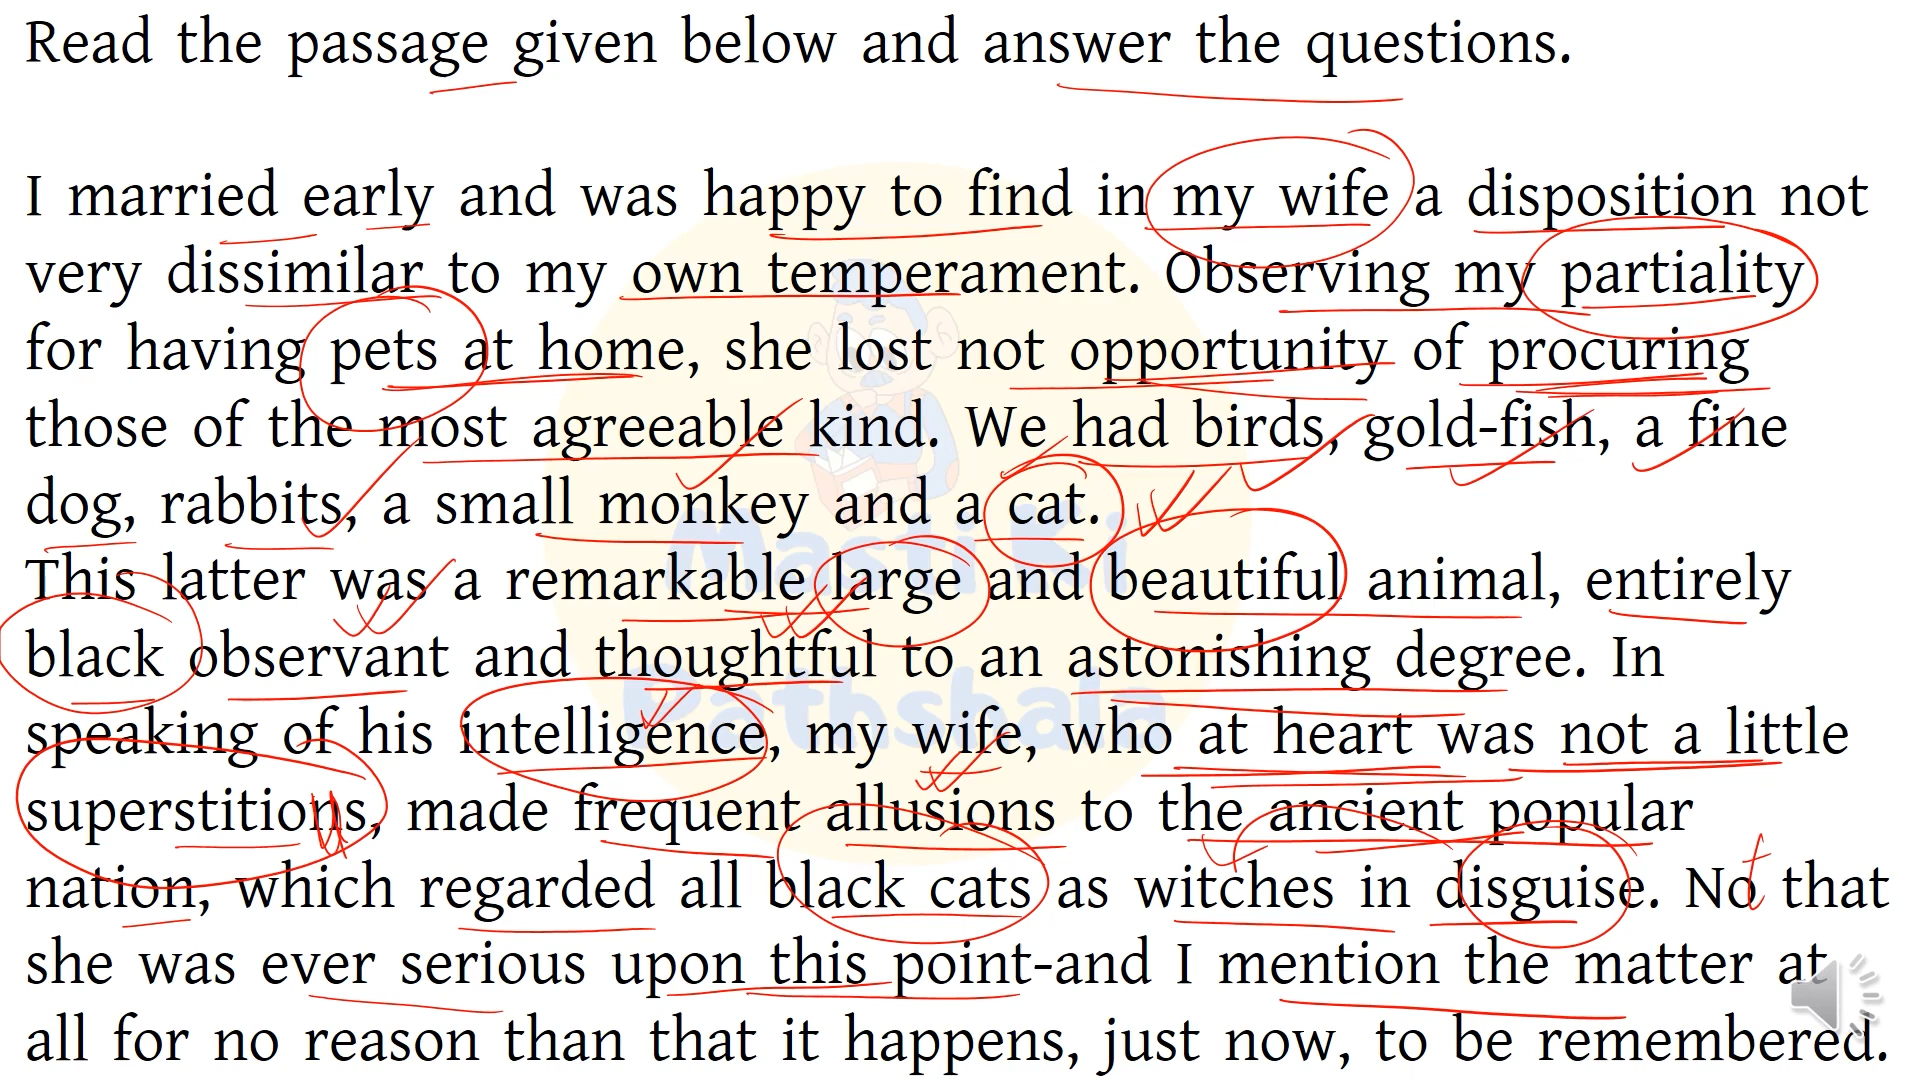 Read the passage given below and answer the questions.
I married early and was happy to find in my wife a disposition not
very dissimilar to my own temperament. Observing my partiality
for having pets at home, she lost not opportunity of procuring
those of the most agreeable kind. We had birds, gold-fish, a fine
dog, rabbits, a small monkey and a cat.
Masti Ki
This latter was a remarkable large and beautiful animal, entirely
black observant and thoughtful to an astonishing degree. In
Pathshala
speaking of his intelligence, my wife, who at heart was not a little
superstitions, made frequent allusions to the ancient popular
nation, which regarded all black cats as witches in disguise. Not that
she was ever serious upon this point-and I mention the matter at
all for no reason than that it happens, just now, to be remembered.